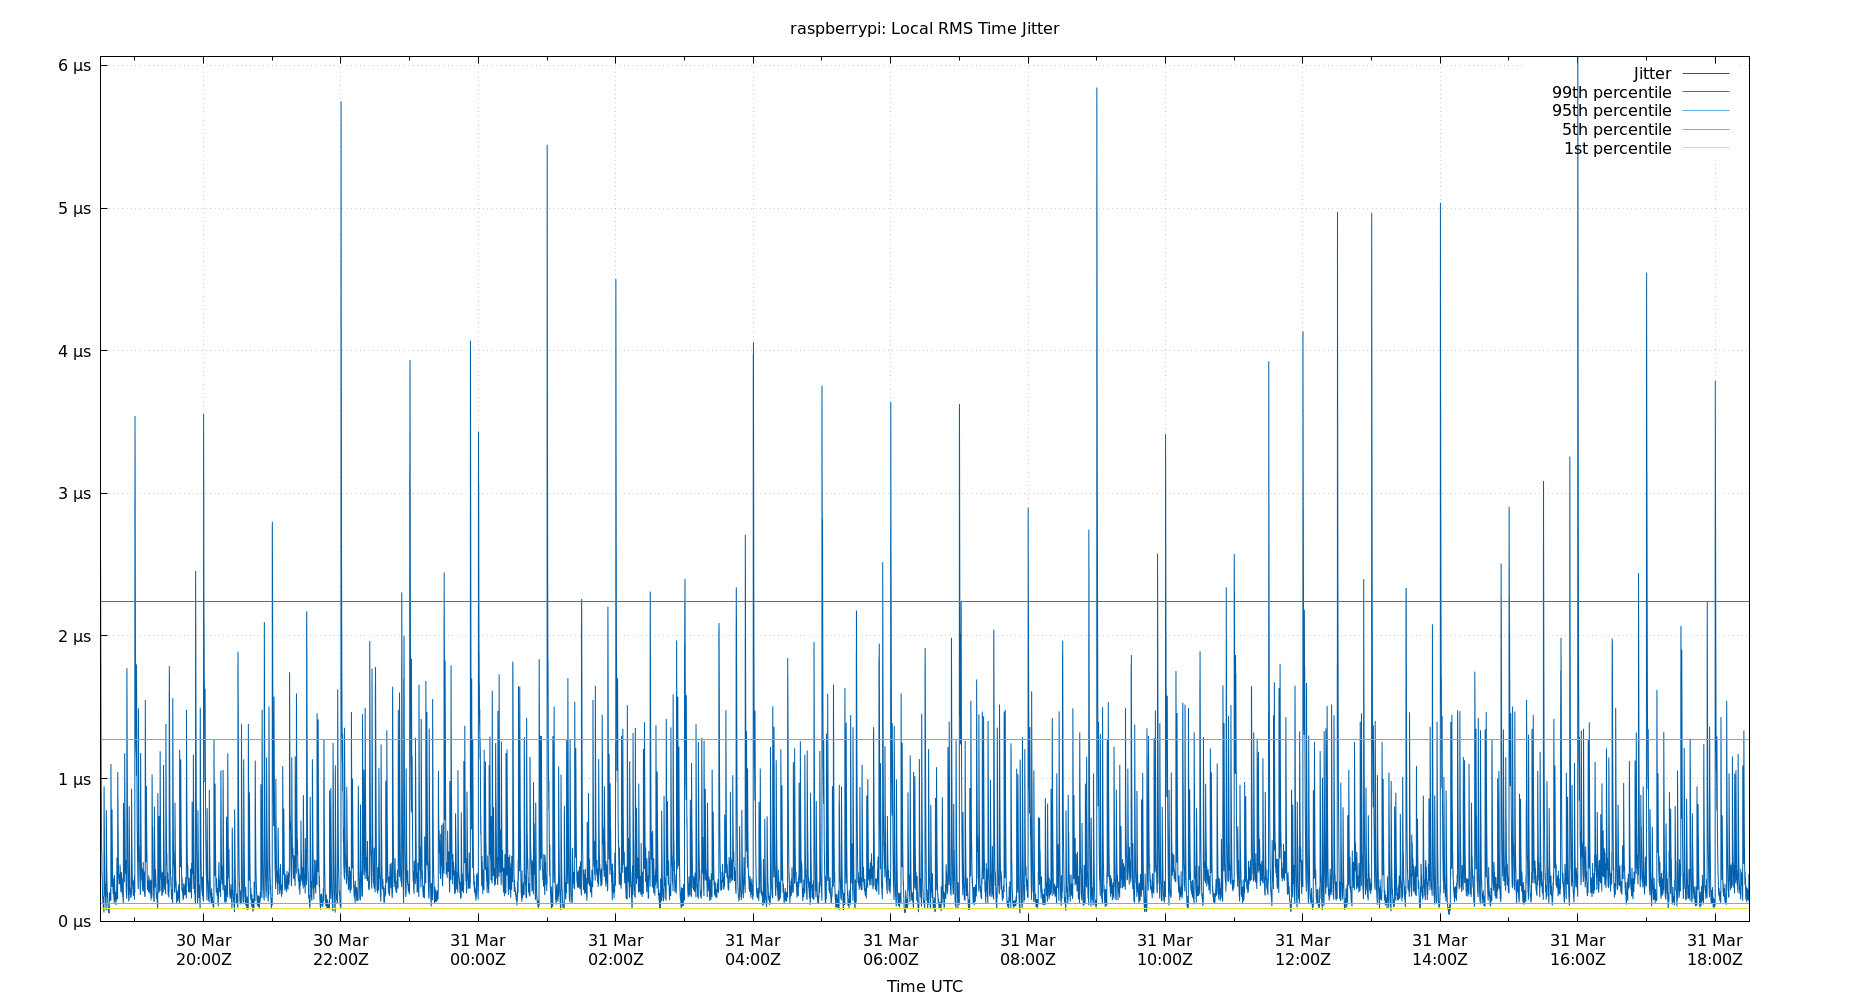 raspberrypi: Local RMS Time Jitter
6 µs
5 µs
4 µs
3 µs
2 µs
1 µs
0 µs
Jitter
99th percentile
95th percentile
5th percentile
1st percentile
30 Mar 30 Mar 31 Mar 31 Mar 31 Mar 31 Mar 31 Mar 31 Mar 31 Mar 31 Mar 31 Mar 31 Mar
20:00Z 22:00Z 00:00Z 02:00Z 04:00Z 06:00Z 08:00Z 10:00Z 12:00Z 14:00Z 16:00Z 18:00Z
Time UTC